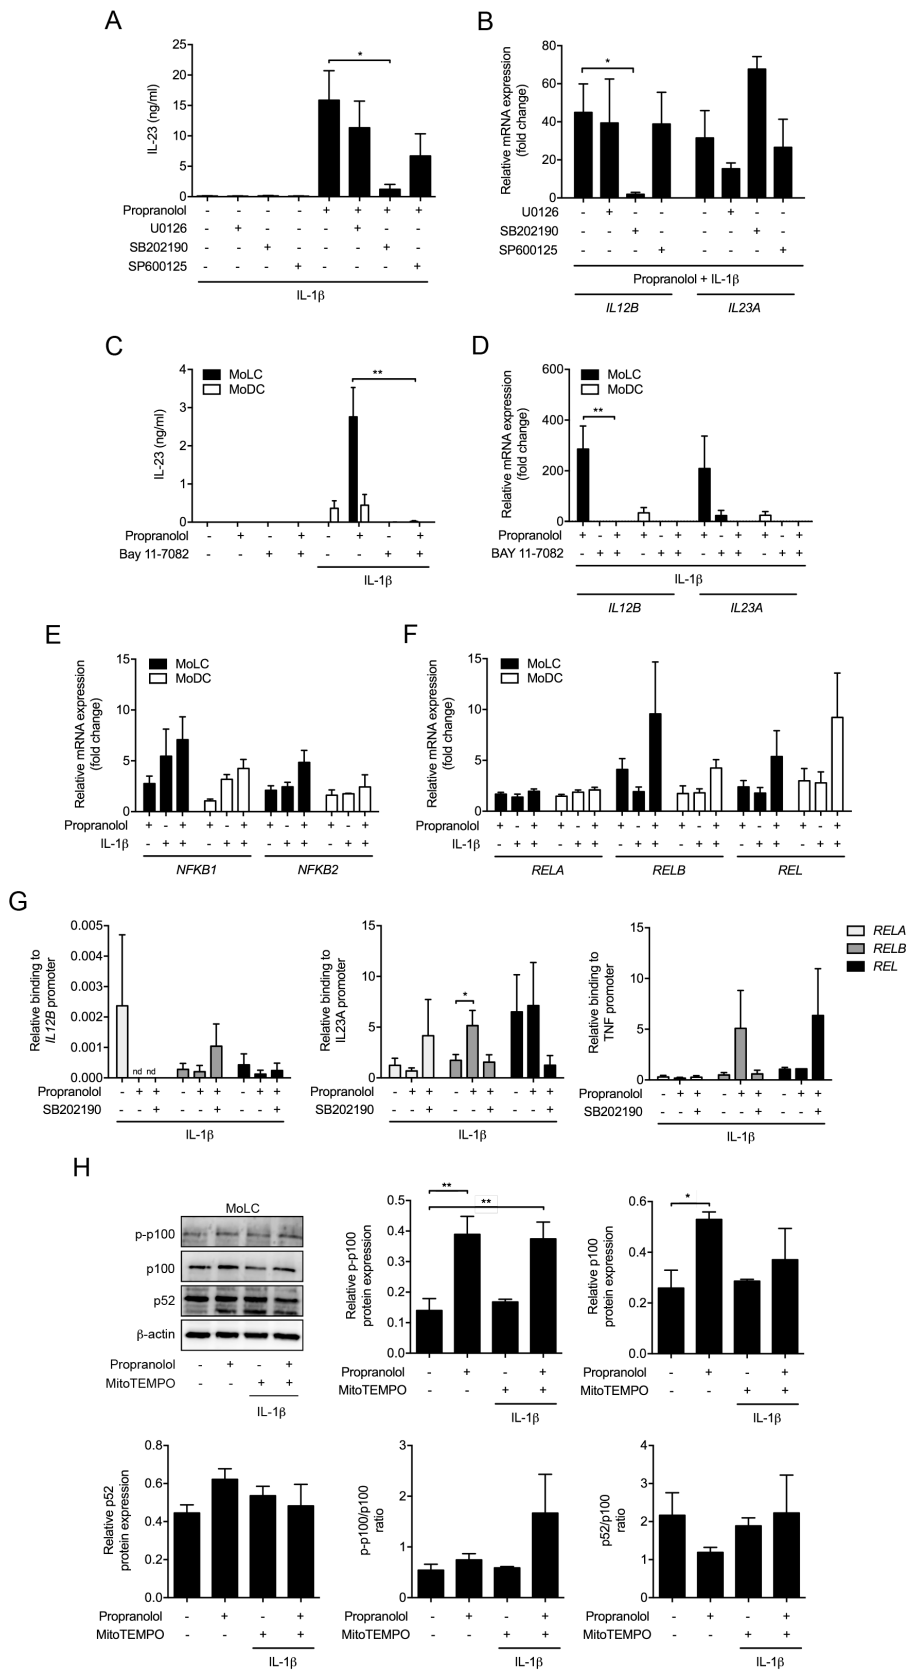 A
IL-23 (ng/ml)
25
20
15
10
5
0
*
Propranolol - - - - + + + +
U0126 - + - - - + - -
SB202190 - - + - - - + -
SP600125 - - - + - - - +
IL-1β
B
Relative mRNA expression
(fold change)
80
60
40
20
0
*
U0126 - + - - - + - -
SB202190 - - + - - - + -
SP600125 - - - + - - - +
Propranolol + IL-1β
IL12B IL23A
C
IL-23 (ng/ml)
4
3
2
1
0
MoLC
MoDC
**
Propranolol - + - + - + - +
Bay 11-7082 - - + + - - + +
IL-1β
D
Relative mRNA expression
(fold change)
600
400
200
0
MoLC
MoDC
**
Propranolol + - + + - + + - + + - +
BAY 11-7082 - + + - + + - + + - + +
IL-1β
IL12B IL23A
E
Relative mRNA expression
(fold change)
15
10
5
0
MoLC
MoDC
Propranolol + - + + - + + - + + - +
IL-1β - + + - + + - + + - + +
NFKB1 NFKB2
F
Relative mRNA expression
(fold change)
15
10
5
0
MoLC
MoDC
Propranolol + - + + - + + - + + - + + - + + - +
IL-1β - + + - + + - + + - + + - + + - + +
RELA RELB REL
G
Relative binding to
IL12B promoter
0.005
0.004
0.003
0.002
0.001
0.000
nd nd
Propranolol - + + - + + - + +
SB202190 - - + - - + - - +
IL-1β
Relative binding to
IL23A promoter
15
10
5
0
*
Propranolol - + + - + + - + +
SB202190 - - + - - + - - +
IL-1β
Relative binding to
TNF promoter
15
10
5
0
Propranolol - + + - + + - + +
SB202190 - - + - - + - - +
IL-1β
RELA
RELB
REL
H
MoLC
p-p100
p100
p52
β-actin
Propranolol - + - +
MitoTEMPO - - + +
IL-1β
Relative p-p100
protein expression
0.5
0.4
0.3
0.2
0.1
0.0
**
**
Propranolol - + - +
MitoTEMPO - - + +
IL-1β
Relative p100
protein expression
0.6
0.4
0.2
0.0
*
Propranolol - + - +
MitoTEMPO - - + +
IL-1β
Relative p52
protein expression
0.8
0.6
0.4
0.2
0.0
Propranolol - + - +
MitoTEMPO - - + +
IL-1β
p-p100/p100
ratio
3
2
1
0
Propranolol - + - +
MitoTEMPO - - + +
IL-1β
p52/p100
ratio
4
3
2
1
0
Propranolol - + - +
MitoTEMPO - - + +
IL-1β